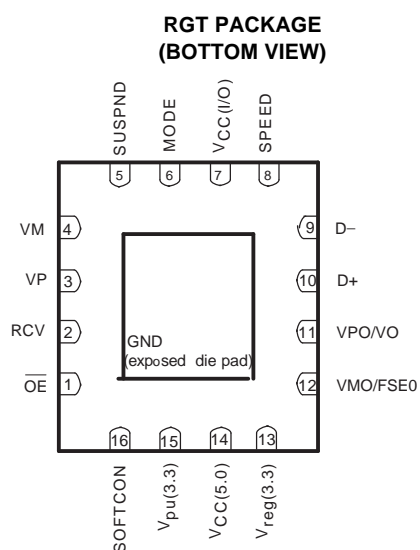 RGT PACKAGE
(BOTTOM VIEW)
SUSPND
MODE
VCC(I/O)
SPEED
5
6
7
8
VM 4
9 D−
VP 3
10 D+
RCV 2
11 VPO/VO
GND
(exposed die pad)
O̅E̅ 1
12 VMO/FSE0
16
15
14
13
SOFTCON
Vpu(3.3)
VCC(5.0)
Vreg(3.3)